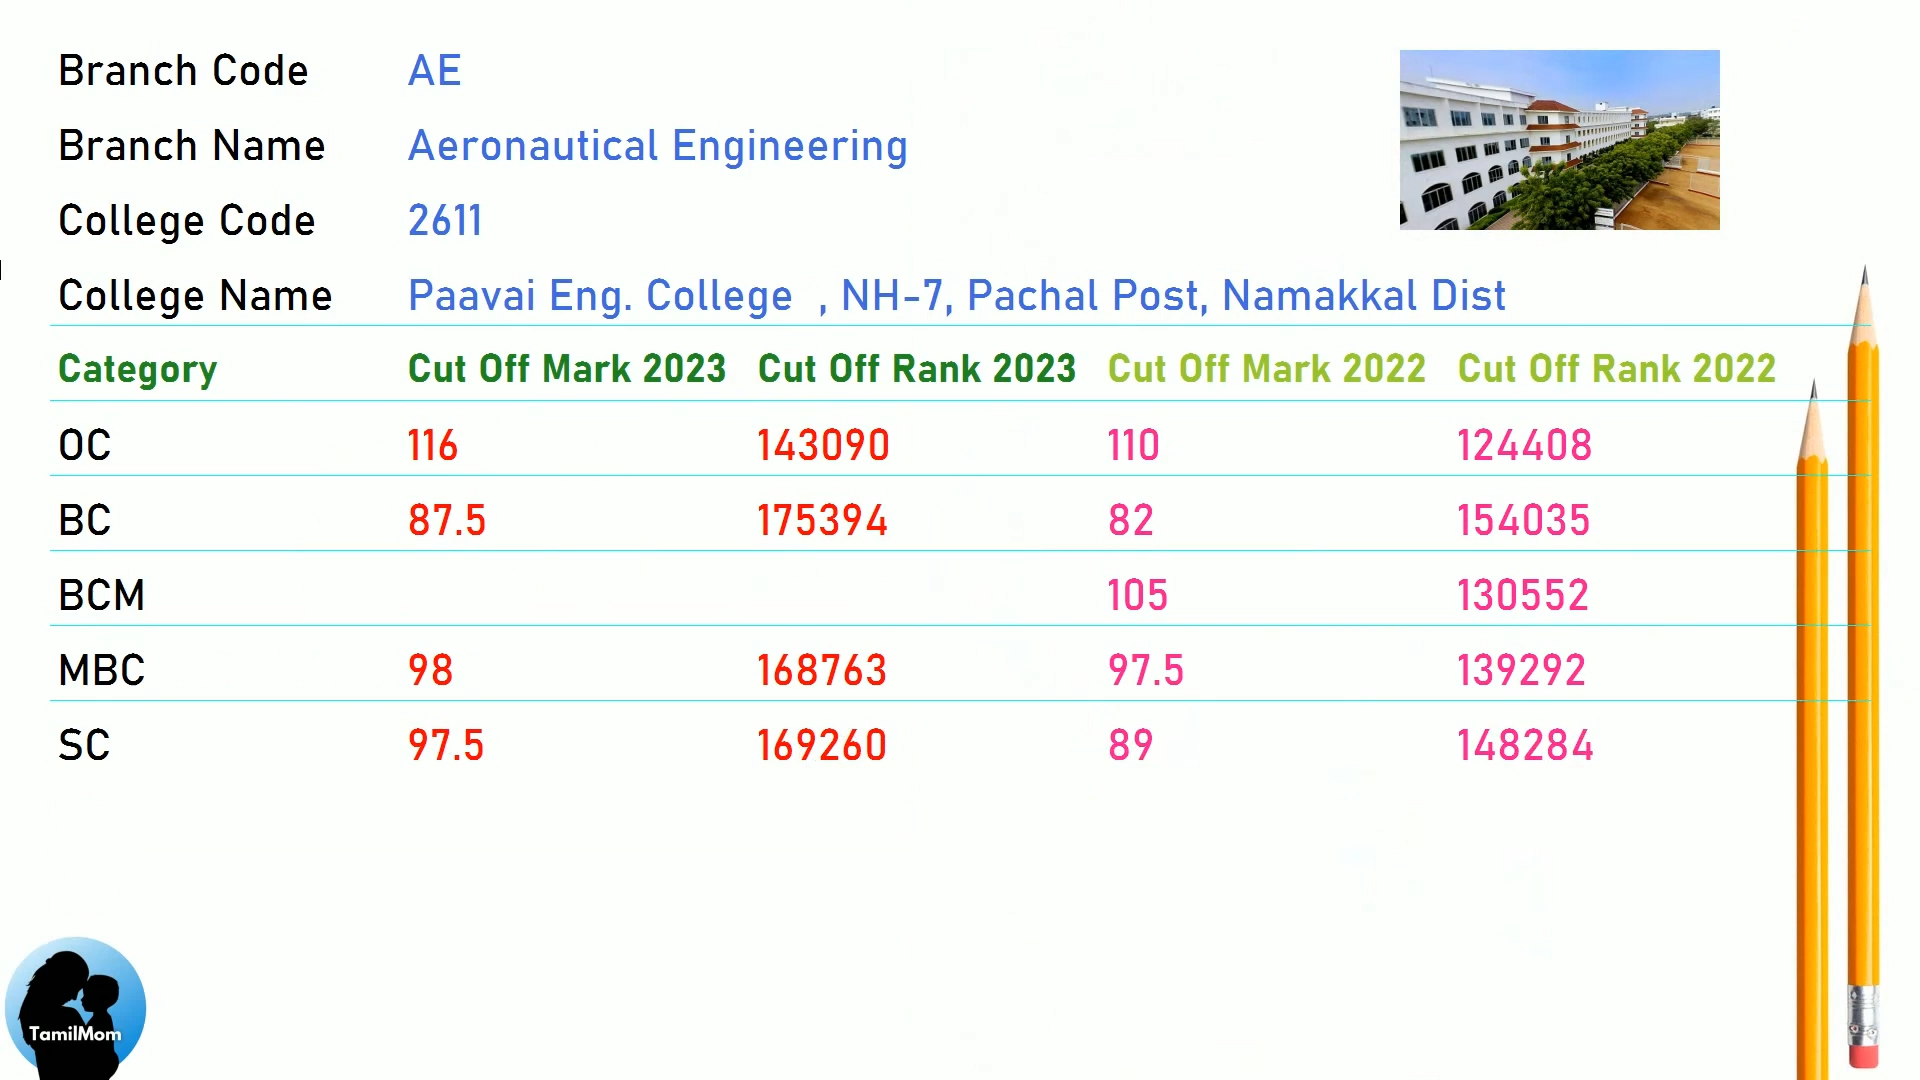 Branch Code AE
Branch Name Aeronautical Engineering
College Code 2611
College Name Paavai Eng. College , NH-7, Pachal Post, Namakkal Dist
Category Cut Off Mark 2023 Cut Off Rank 2023 Cut Off Mark 2022 Cut Off Rank 2022
OC 116 143090 110 124408
BC 87.5 175394 82 154035
BCM 105 130552
MBC 98 168763 97.5 139292
SC 97.5 169260 89 148284
TamilMom